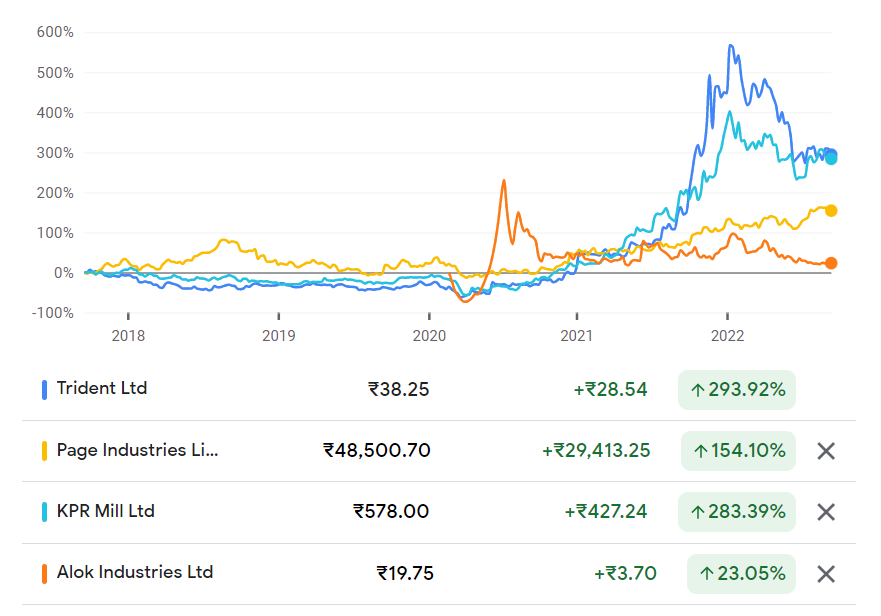 600%
500%
400%
300%
200%
100%
0%
-100%
2018 2019 2020 2021 2022
Trident Ltd ₹38.25 +₹28.54 ↑293.92%
Page Industries Li... ₹48,500.70 +₹29,413.25 ↑154.10%
KPR Mill Ltd ₹578.00 +₹427.24 ↑283.39%
Alok Industries Ltd ₹19.75 +₹3.70 ↑23.05%